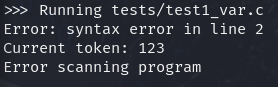 >>> Running tests/test1_var.c
Error: syntax error in line 2
Current token: 123
Error scanning program